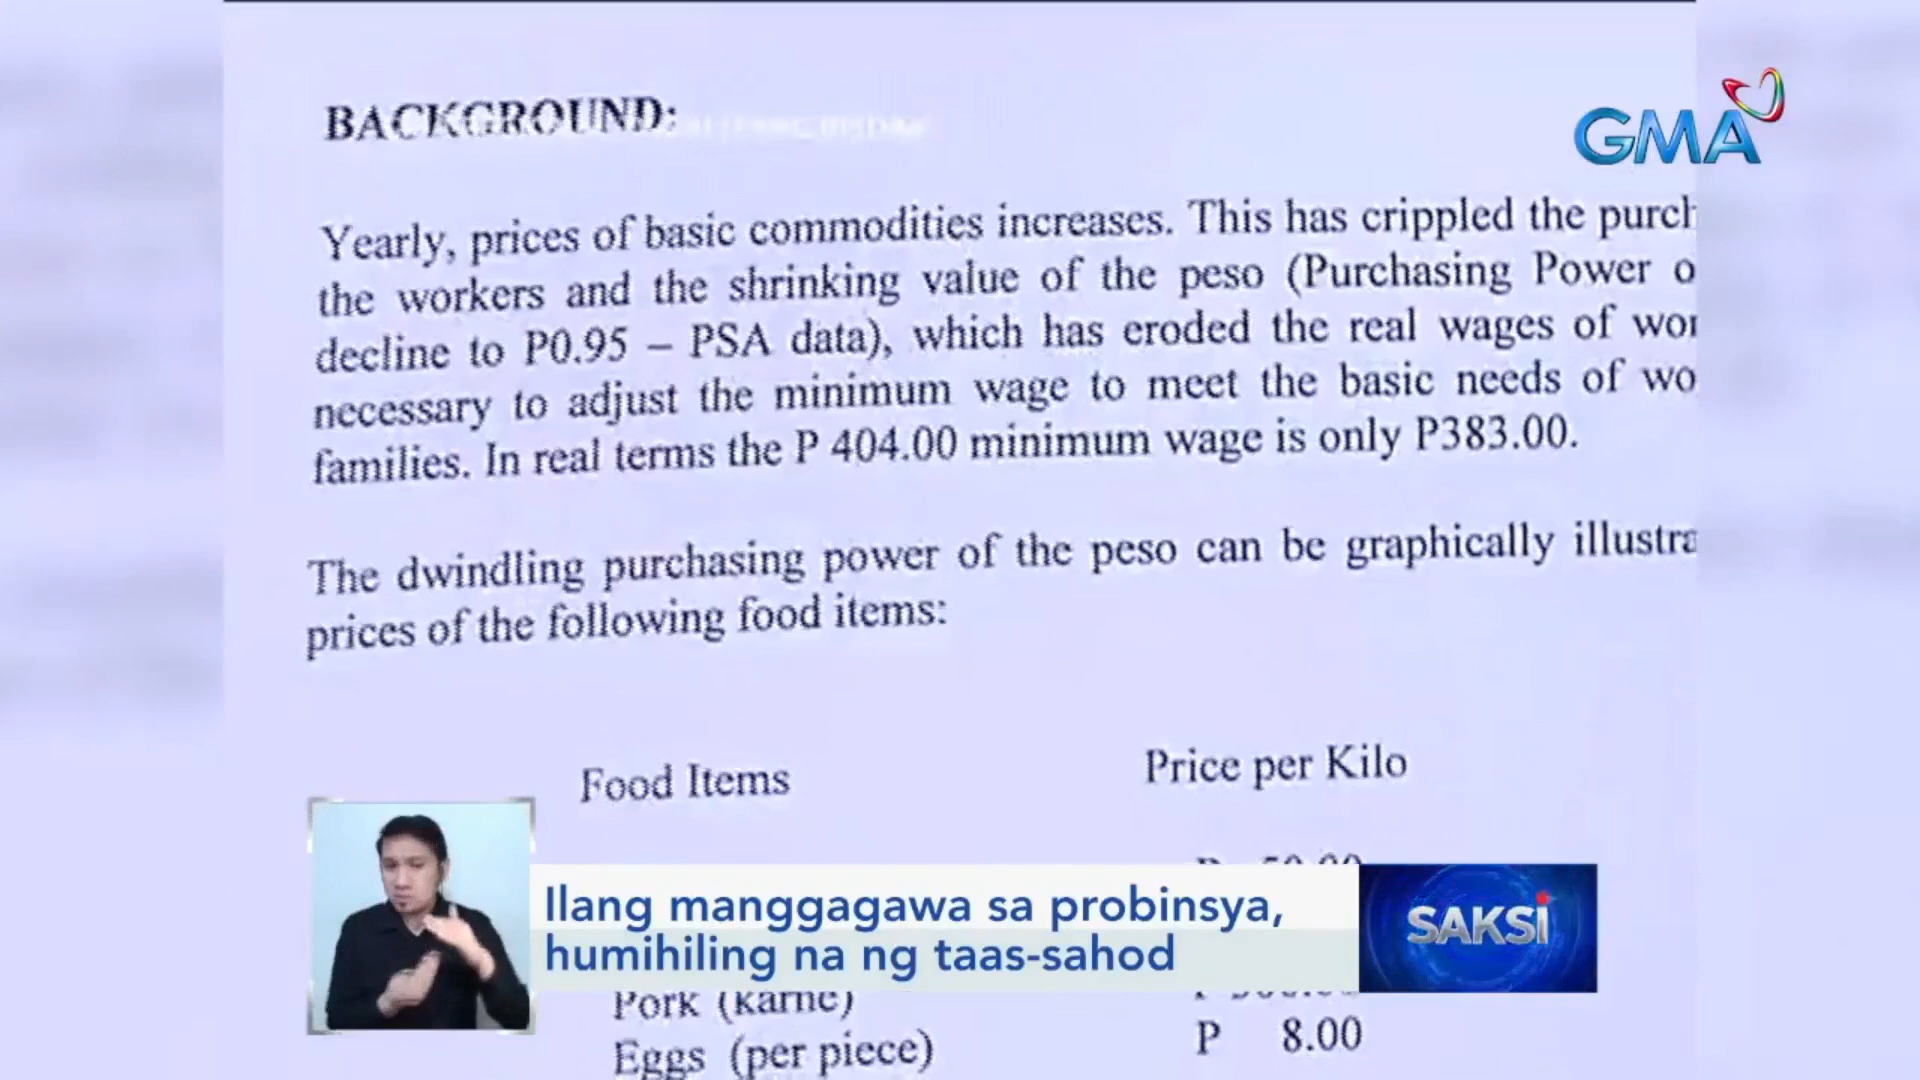 BACKGROUND:
GMA
Yearly, prices of basic commodities increases. This has crippled the
the workers and the shrinking value of the peso (Purchasing Power
decline to P0.95 – PSA data), which has eroded the real wages of
necessary to adjust the minimum wage to meet the basic needs of
families. In real terms the P 404.00 minimum wage is only P383.00.
The dwindling purchasing power of the peso can be graphically
prices of the following food items:
Food Items Price per Kilo
Ilang manggagawa sa probinsya,
humihiling na ng taas-sahod
SAKSI
Pork (karne)
Eggs (per piece) P 8.00